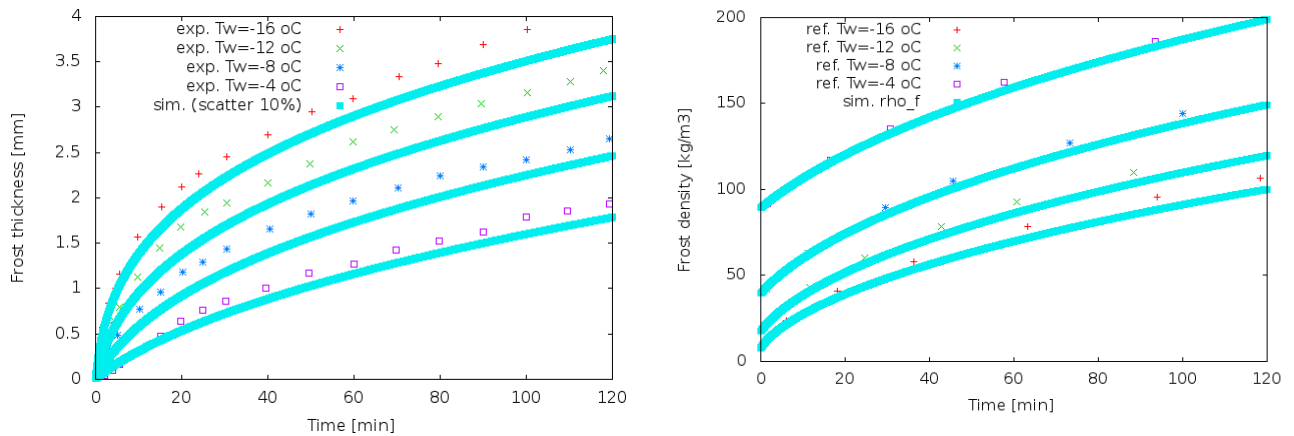 4
3.5
3
2.5
2
1.5
1
0.5
0
Frost thickness [mm]
exp. Tw=-16 oC
exp. Tw=-12 oC
exp. Tw=-8 oC
exp. Tw=-4 oC
sim. (scatter 10%)
0 20 40 60 80 100 120
Time [min]
200
150
100
50
0
Frost density [kg/m3]
ref. Tw=-16 oC
ref. Tw=-12 oC
ref. Tw=-8 oC
ref. Tw=-4 oC
sim. rho_f
0 20 40 60 80 100 120
Time [min]